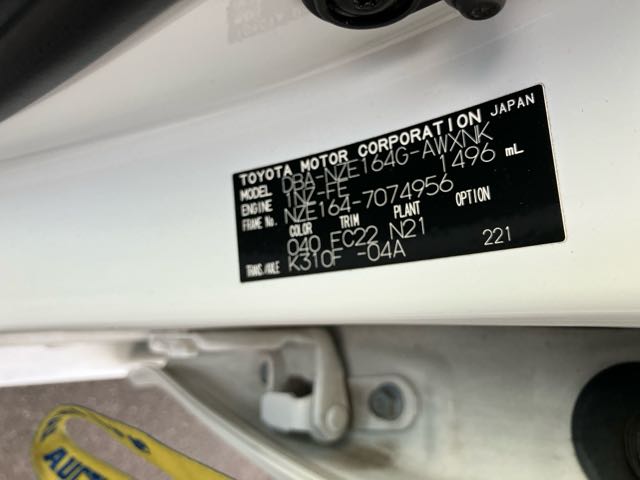 TOYOTA MOTOR CORPORATION JAPAN
MODEL DBA-NZE164G-AWXNK
ENGINE 1NZ-FE 1496 mL
FRAME No. NZE164-7074956
COLOR TRIM PLANT OPTION
040 FC22 N21
TRANS./AXLE K310F -04A 221
AUCT